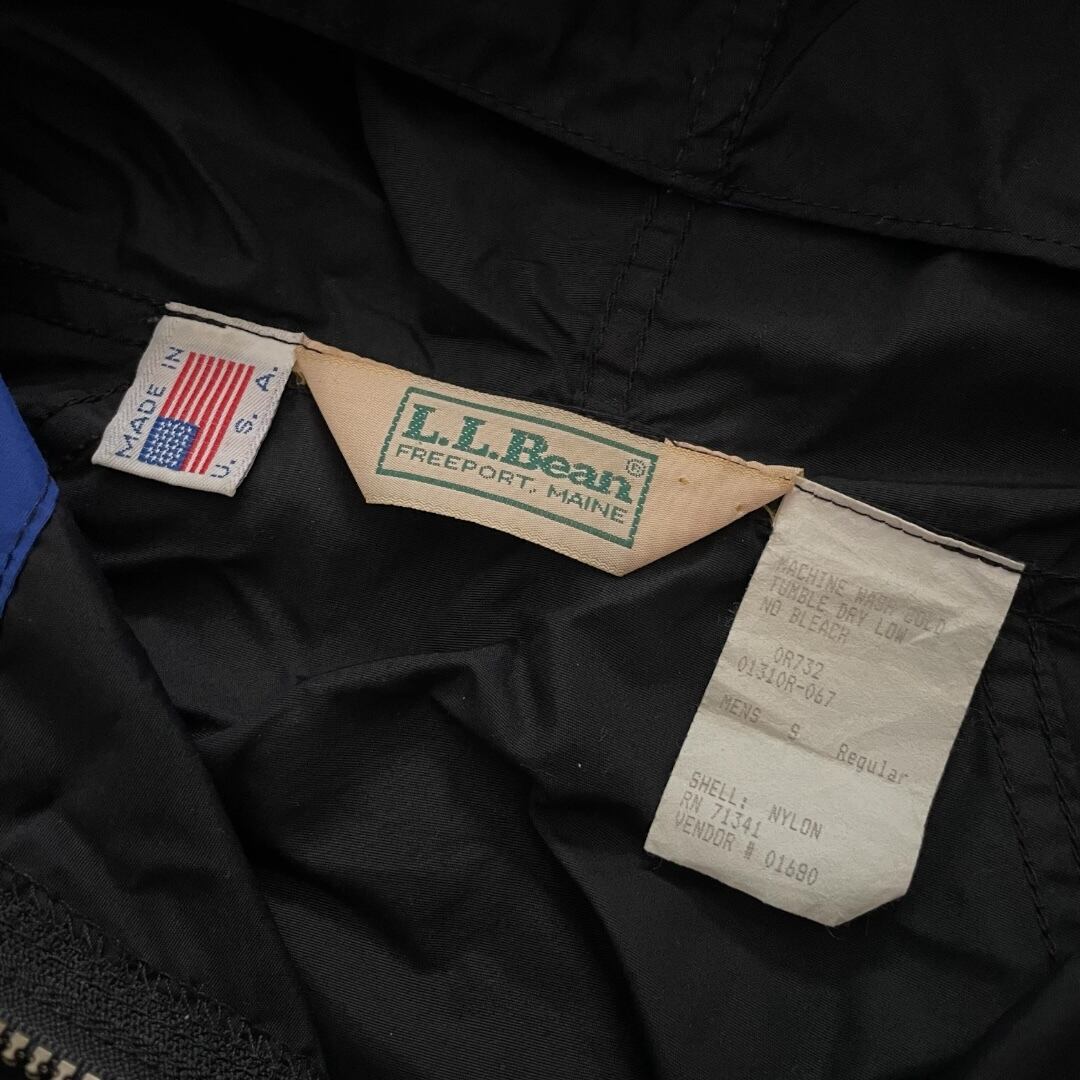 MADE IN
U. S. A.
L.L.Bean®
FREEPORT, MAINE
MACHINE WASH COLD
TUMBLE DRY LOW
NO BLEACH
0R732
01310R-067
MENS S Regular
SHELL: NYLON
RN 71341
VENDOR # 01680